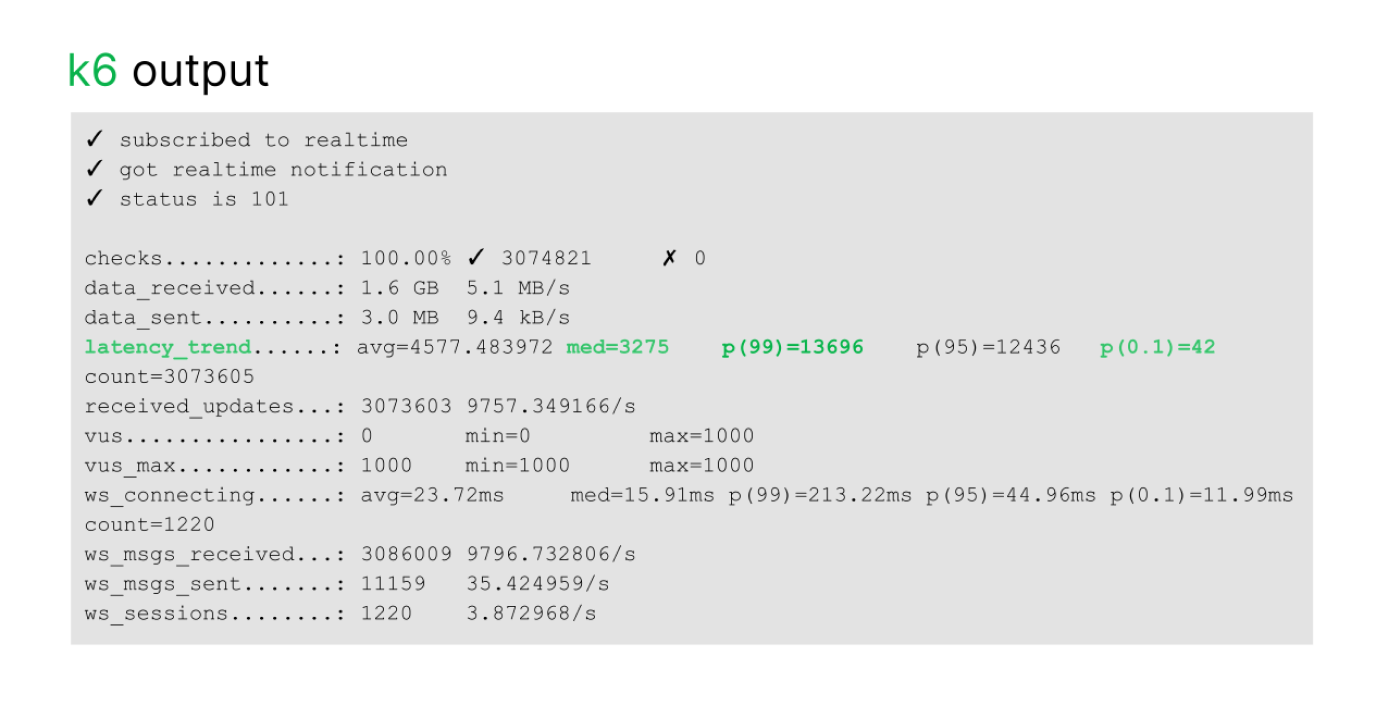 k6 output
✓ subscribed to realtime
✓ got realtime notification
✓ status is 101
checks.............: 100.00% ✓ 3074821 ✗ 0
data_received......: 1.6 GB 5.1 MB/s
data_sent..........: 3.0 MB 9.4 kB/s
latency_trend......: avg=4577.483972 med=3275 p(99)=13696 p(95)=12436 p(0.1)=42
count=3073605
received_updates...: 3073603 9757.349166/s
vus................: 0 min=0 max=1000
vus_max............: 1000 min=1000 max=1000
ws_connecting......: avg=23.72ms med=15.91ms p(99)=213.22ms p(95)=44.96ms p(0.1)=11.99ms
count=1220
ws_msgs_received...: 3086009 9796.732806/s
ws_msgs_sent.......: 11159 35.424959/s
ws_sessions........: 1220 3.872968/s